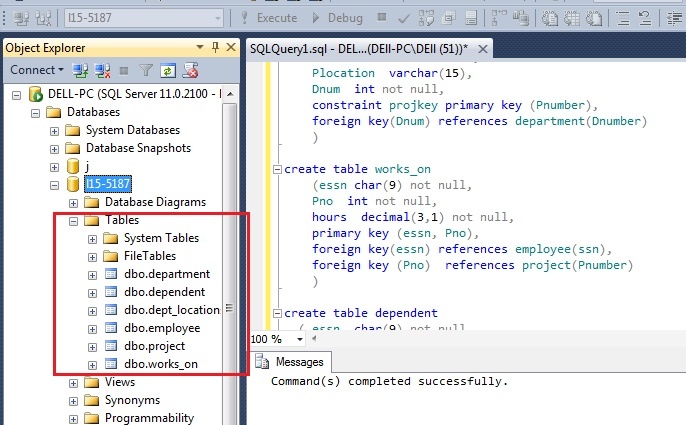 l15-5187
Execute
Debug
Object Explorer
Connect
DELL-PC (SQL Server 11.0.2100 -
Databases
System Databases
Database Snapshots
j
l15-5187
Database Diagrams
Tables
System Tables
FileTables
dbo.department
dbo.dependent
dbo.dept_locations
dbo.employee
dbo.project
dbo.works_on
Views
Synonyms
Programmability
SQLQuery1.sql - DEL...(DEll-PC\DEll (51))*
Plocation  varchar(15),
Dnum  int not null,
constraint projkey primary key (Pnumber),
foreign key(Dnum) references department(Dnumber)
)
create table works_on
(essn char(9) not null,
Pno  int not null,
hours  decimal(3,1) not null,
primary key (essn, Pno),
foreign key(essn) references employee(ssn),
foreign key (Pno)  references project(Pnumber)
)
create table dependent
( essn  char(9) not null,
100 %
Messages
Command(s) completed successfully.